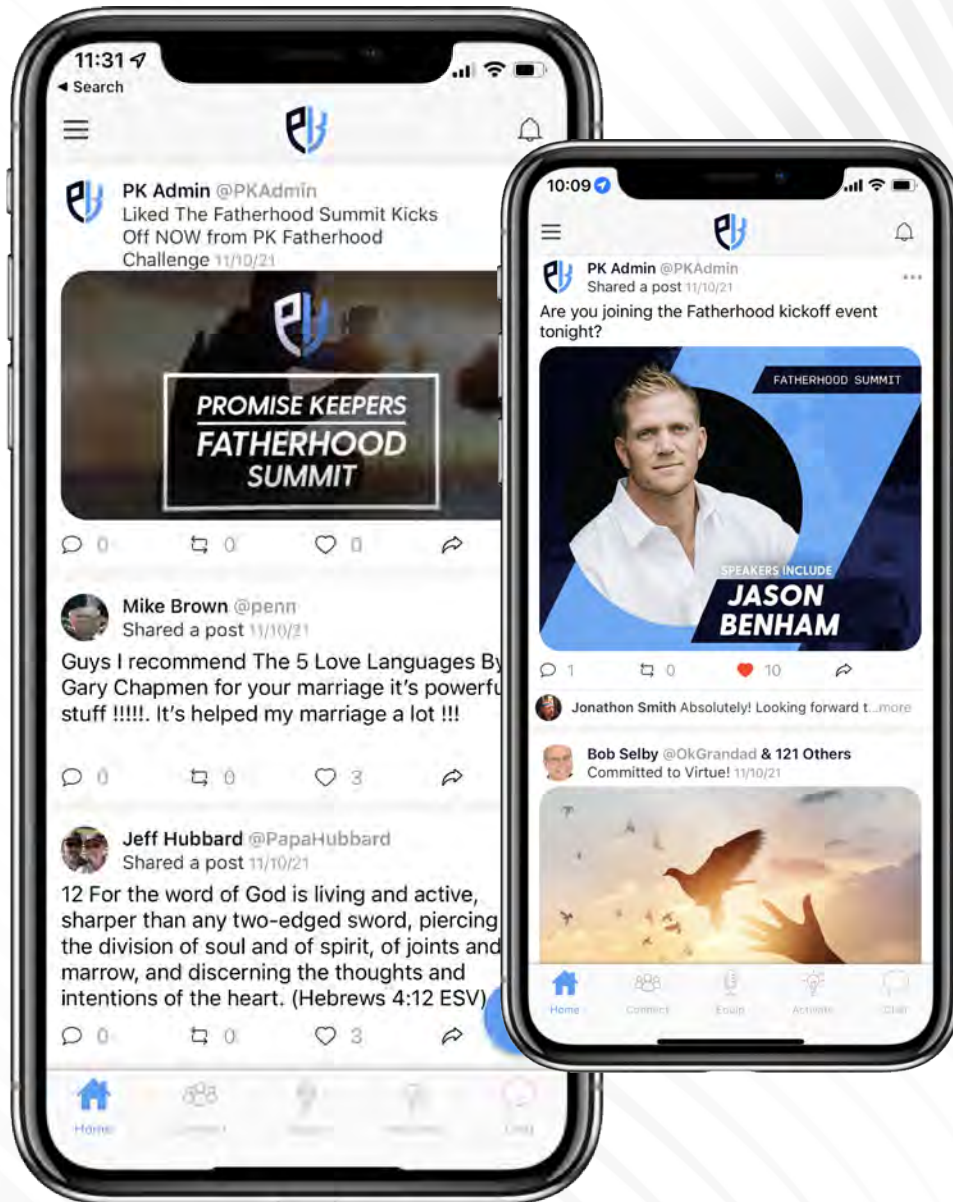 11:31
◄ Search
PK Admin @PKAdmin
Liked The Fatherhood Summit Kicks
Off NOW from PK Fatherhood
Challenge 11/10/21
PROMISE KEEPERS
FATHERHOOD
SUMMIT
0 0 0
Mike Brown @penn
Shared a post 11/10/21
Guys I recommend The 5 Love Languages By
Gary Chapmen for your marriage it's powerfu
stuff !!!!!. It's helped my marriage a lot !!!
0 0 3
Jeff Hubbard @PapaHubbard
Shared a post 11/10/21
12 For the word of God is living and active,
sharper than any two-edged sword, piercing
the division of soul and of spirit, of joints and
marrow, and discerning the thoughts and
intentions of the heart. (Hebrews 4:12 ESV)
0 0 3
Home
10:09
PK Admin @PKAdmin
Shared a post 11/10/21
Are you joining the Fatherhood kickoff event
tonight?
FATHERHOOD SUMMIT
SPEAKERS INCLUDE
JASON
BENHAM
1 0 10
Jonathon Smith Absolutely! Looking forward t...more
Bob Selby @OkGrandad & 121 Others
Committed to Virtue! 11/10/21
Home Connect Equip Activate Chat